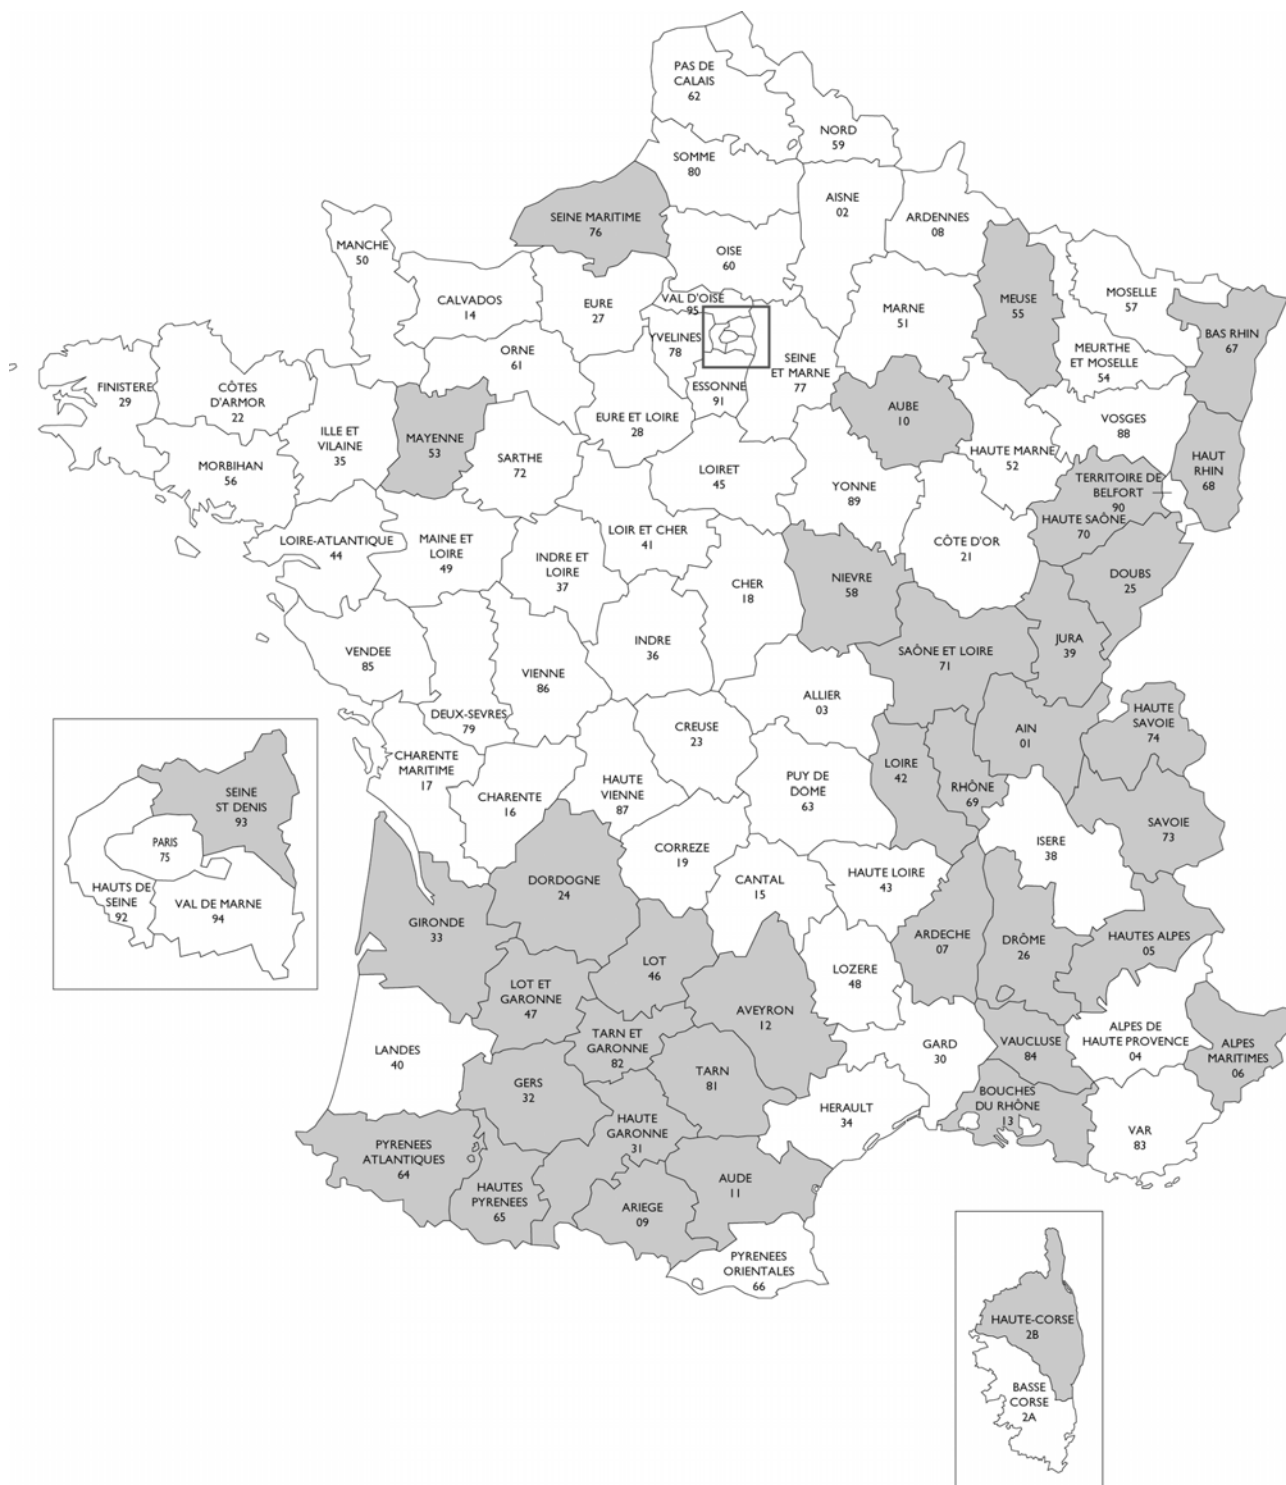 PAS DE
CALAIS
62
NORD
59
SOMME
80
AISNE
02
ARDENNES
08
SEINE MARITIME
76
MANCHE
50
OISE
60
CALVADOS
14
EURE
27
VAL D'OISE
95
MARNE
51
MEUSE
55
MOSELLE
57
BAS RHIN
67
YVELINES
78
SEINE
ET MARNE
77
MEURTHE
ET MOSELLE
54
ORNE
61
ESSONNE
91
FINISTERE
29
CÔTES
D'ARMOR
22
ILLE ET
VILAINE
35
MAYENNE
53
EURE ET LOIRE
28
AUBE
10
VOSGES
88
MORBIHAN
56
SARTHE
72
LOIRET
45
YONNE
89
HAUTE MARNE
52
HAUT
RHIN
68
TERRITOIRE DE
BELFORT
90
HAUTE SAÔNE
70
LOIRE-ATLANTIQUE
44
MAINE ET
LOIRE
49
INDRE ET
LOIRE
37
LOIR ET CHER
41
CÔTE D'OR
21
CHER
18
NIEVRE
58
DOUBS
25
VENDEE
85
INDRE
36
SAÔNE ET LOIRE
71
JURA
39
VIENNE
86
DEUX-SEVRES
79
ALLIER
03
CREUSE
23
AIN
01
HAUTE
SAVOIE
74
CHARENTE
MARITIME
17
CHARENTE
16
HAUTE
VIENNE
87
PUY DE
DOME
63
LOIRE
42
RHÔNE
69
SAVOIE
73
ISERE
38
SEINE
ST DENIS
93
PARIS
75
HAUTS DE
SEINE
92
VAL DE MARNE
94
CORREZE
19
DORDOGNE
24
CANTAL
15
HAUTE LOIRE
43
GIRONDE
33
ARDECHE
07
DRÔME
26
HAUTES ALPES
05
LOT
46
LOZERE
48
LOT ET
GARONNE
47
AVEYRON
12
TARN ET
GARONNE
82
LANDES
40
GARD
30
VAUCLUSE
84
ALPES DE
HAUTE PROVENCE
04
ALPES
MARITIMES
06
GERS
32
TARN
81
HERAULT
34
BOUCHES
DU RHÔNE
13
VAR
83
HAUTE
GARONNE
31
PYRENEES
ATLANTIQUES
64
HAUTES
PYRENEES
65
ARIEGE
09
AUDE
11
PYRENEES
ORIENTALES
66
HAUTE-CORSE
2B
BASSE
CORSE
2A